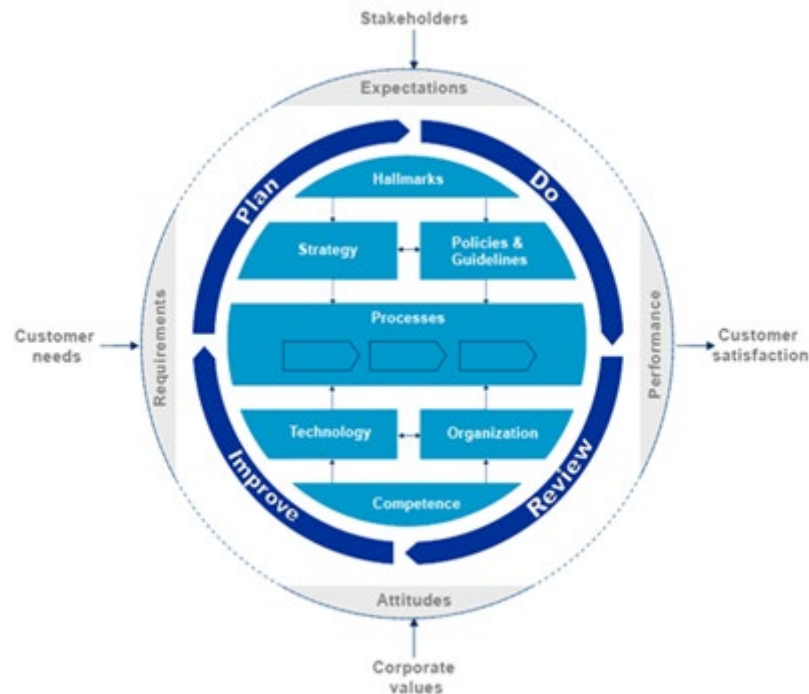 Stakeholders
Expectations
Plan
Do
Hallmarks
Strategy
Policies &
Guidelines
Processes
Customer
needs
Requirements
Performance
Customer
satisfaction
Technology
Organization
Improve
Review
Competence
Attitudes
Corporate
values